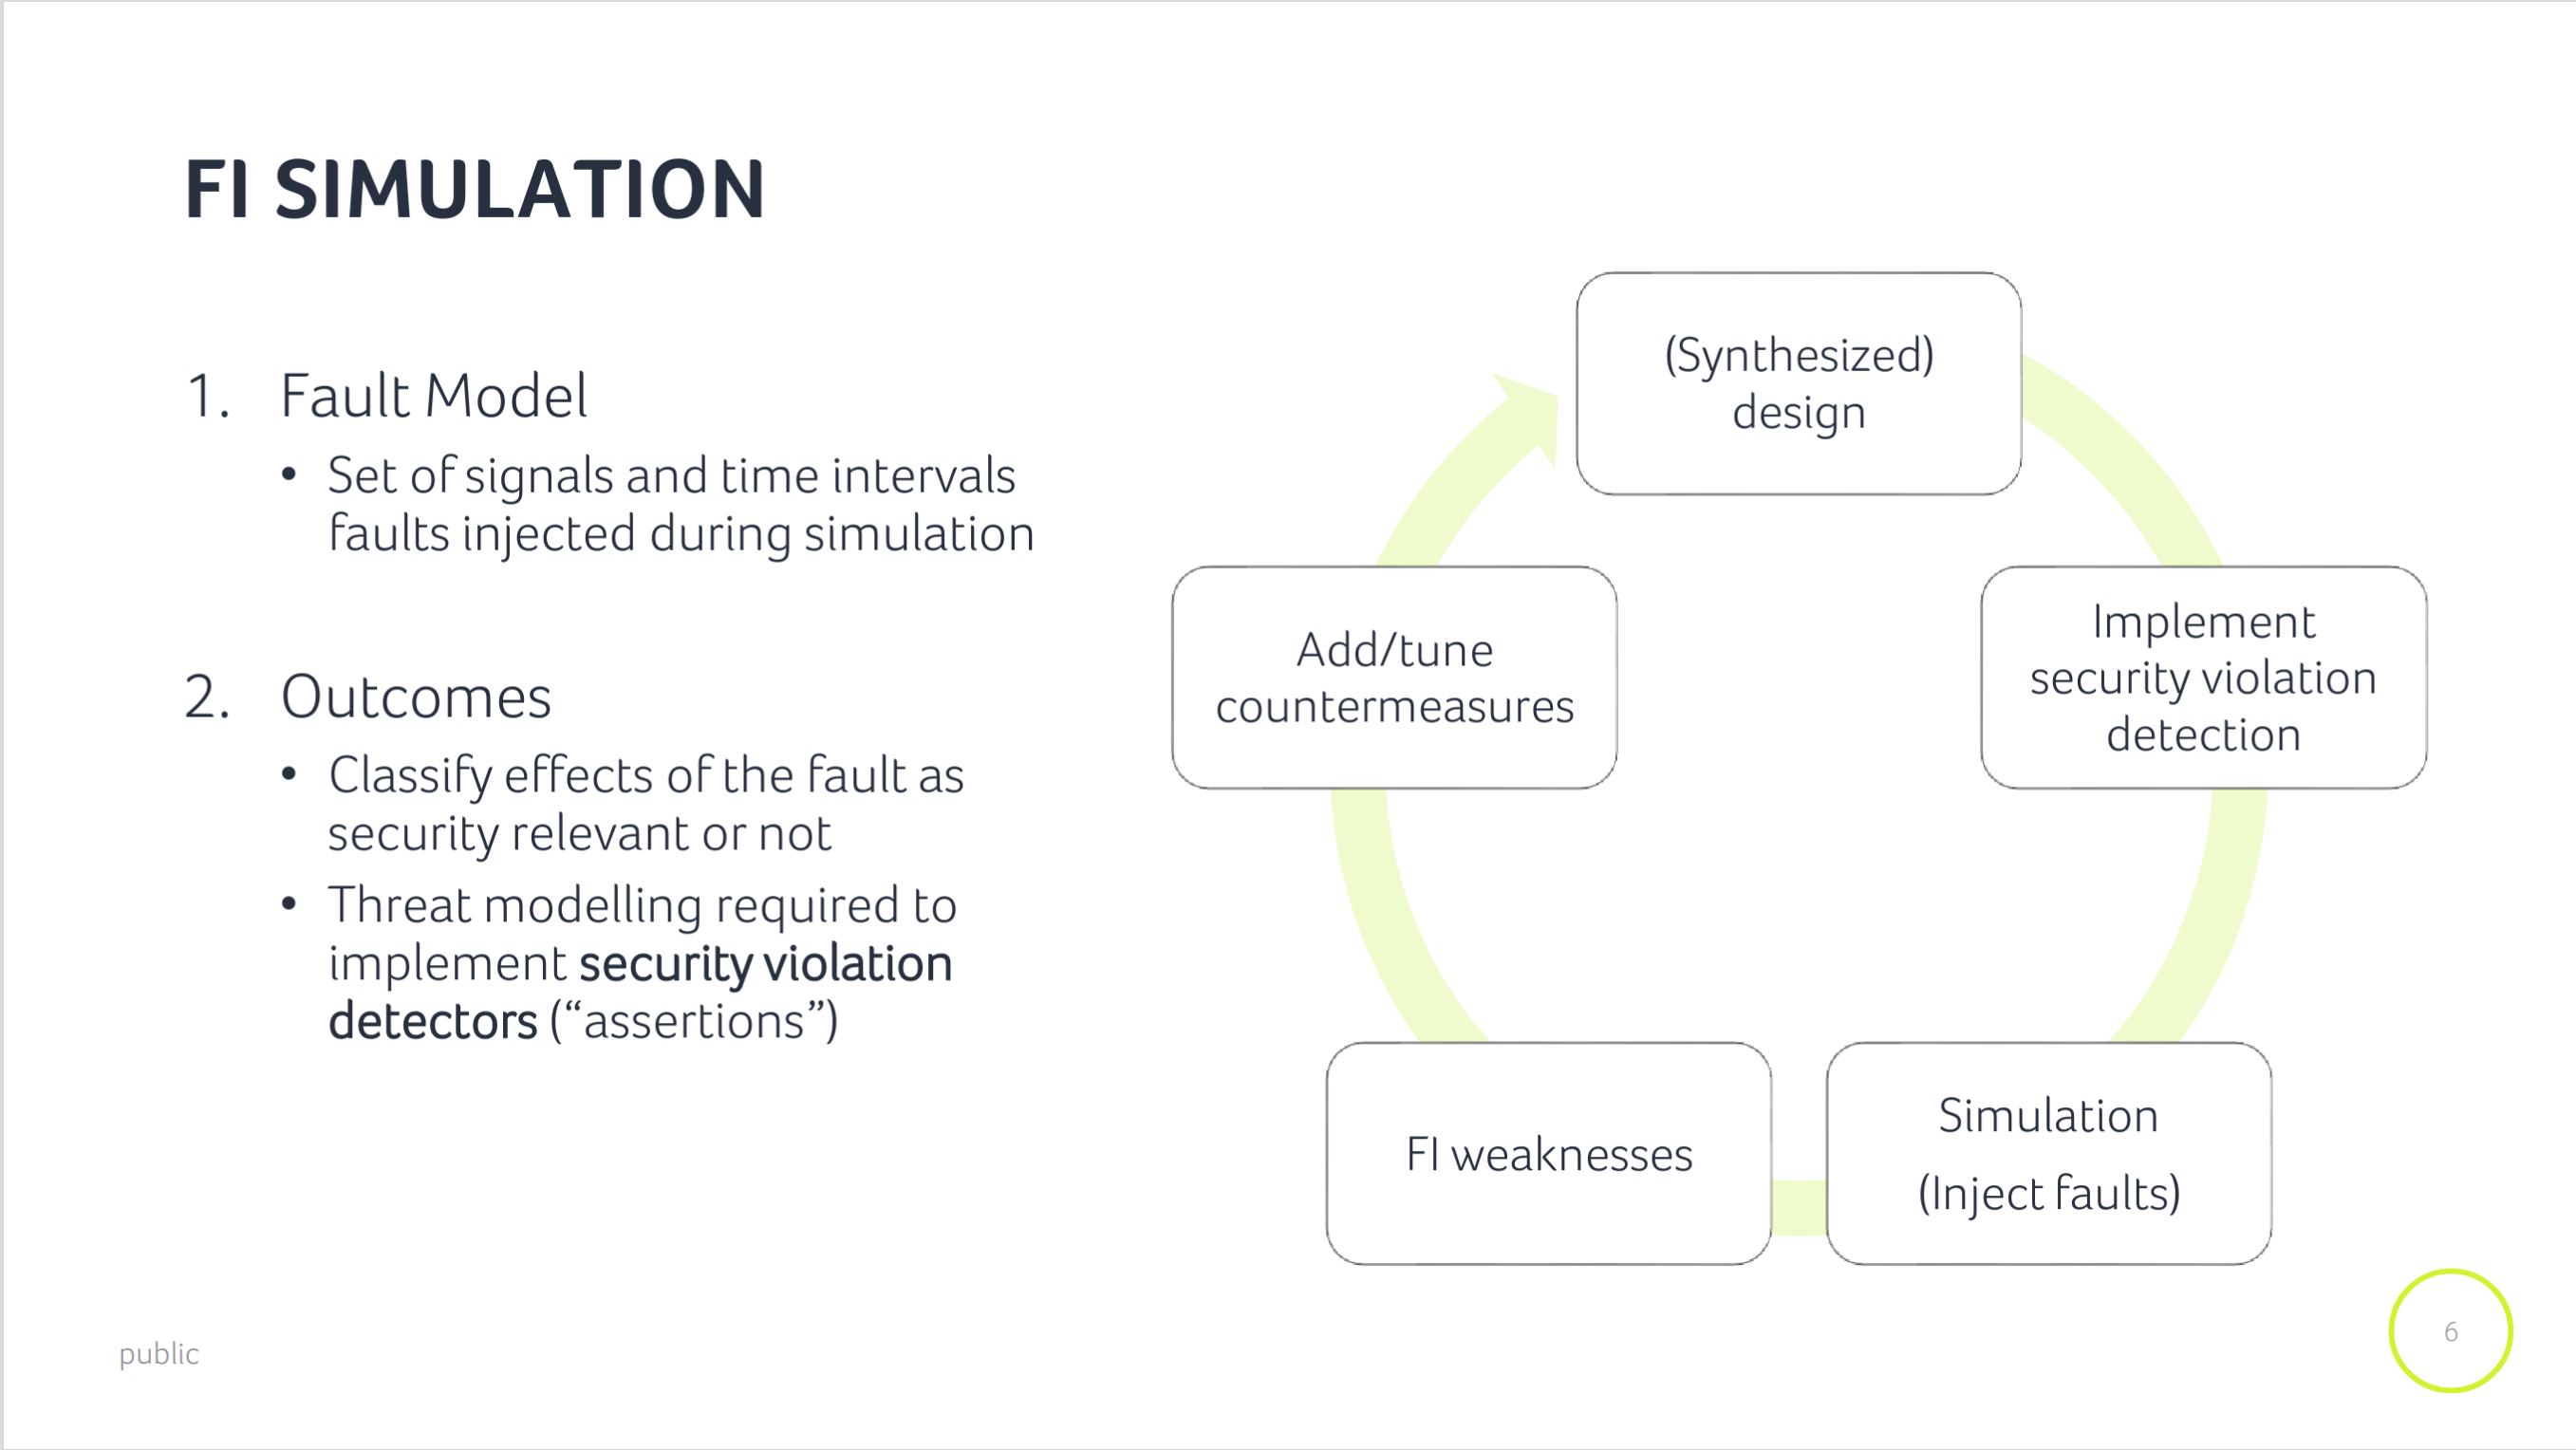 FI SIMULATION
1. Fault Model
• Set of signals and time intervals
faults injected during simulation
2. Outcomes
• Classify effects of the fault as
security relevant or not
• Threat modelling required to
implement security violation
detectors (“assertions”)
(Synthesized)
design
Implement
security violation
detection
Simulation
(Inject faults)
FI weaknesses
Add/tune
countermeasures
public
6